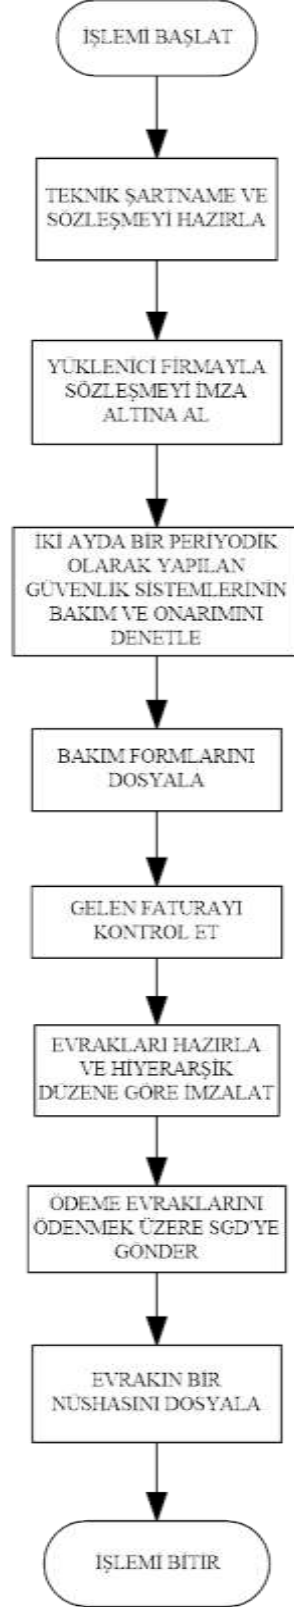 İŞLEMİ BAŞLAT
TEKNİK ŞARTNAME VE
SÖZLEŞMEYİ HAZIRLA
YÜKLENİCİ FİRMAYLA
SÖZLEŞMEYİ İMZA
ALTINA AL
İKİ AYDA BİR PERİYODİK
OLARAK YAPILAN
GÜVENLİK SİSTEMLERİNİN
BAKIM VE ONARIMINI
DENETLE
BAKIM FORMLARINI
DOSYALA
GELEN FATURAYI
KONTROL ET
EVRAKLARI HAZIRLA
VE HİYERARŞİK
DÜZENE GÖRE İMZALAT
ÖDEME EVRAKLARINI
ÖDENMEK ÜZERE SGD'YE
GÖNDER
EVRAKIN BİR
NÜSHASINI DOSYALA
İŞLEMİ BİTİR